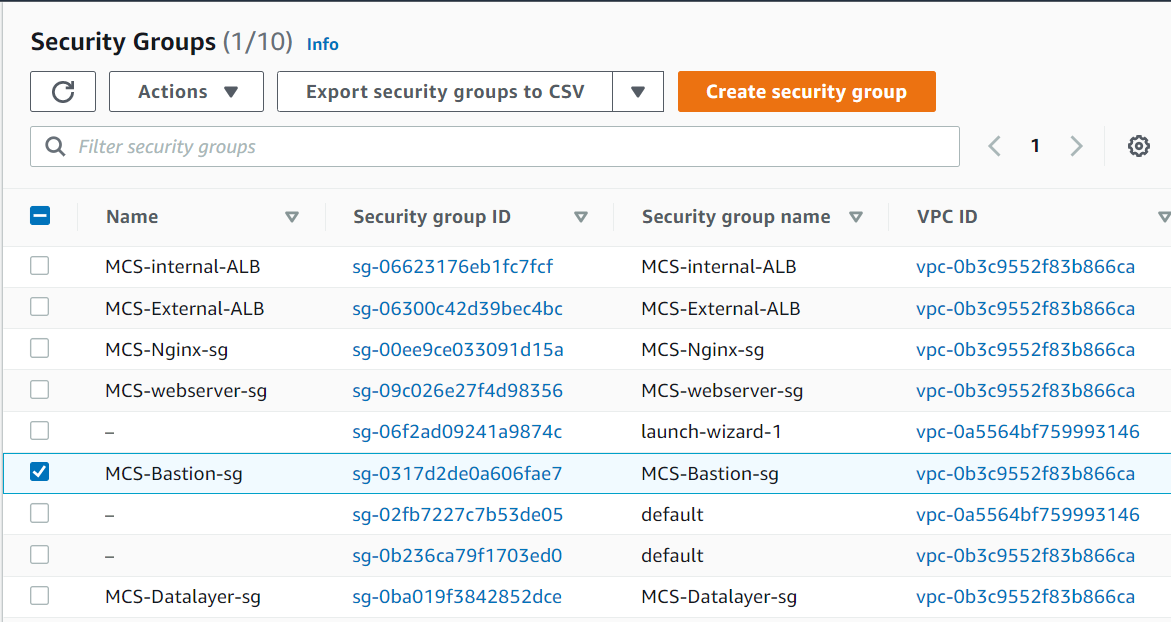 Security Groups (1/10) Info
Actions Export security groups to CSV Create security group
Filter security groups 1
Name Security group ID Security group name VPC ID
MCS-internal-ALB sg-06623176eb1fc7fcf MCS-internal-ALB vpc-0b3c9552f83b866ca
MCS-External-ALB sg-06300c42d39bec4bc MCS-External-ALB vpc-0b3c9552f83b866ca
MCS-Nginx-sg sg-00ee9ce033091d15a MCS-Nginx-sg vpc-0b3c9552f83b866ca
MCS-webserver-sg sg-09c026e27f4d98356 MCS-webserver-sg vpc-0b3c9552f83b866ca
– sg-06f2ad09241a9874c launch-wizard-1 vpc-0a5564bf759993146
MCS-Bastion-sg sg-0317d2de0a606fae7 MCS-Bastion-sg vpc-0b3c9552f83b866ca
– sg-02fb7227c7b53de05 default vpc-0a5564bf759993146
– sg-0b236ca79f1703ed0 default vpc-0b3c9552f83b866ca
MCS-Datalayer-sg sg-0ba019f3842852dce MCS-Datalayer-sg vpc-0b3c9552f83b866ca